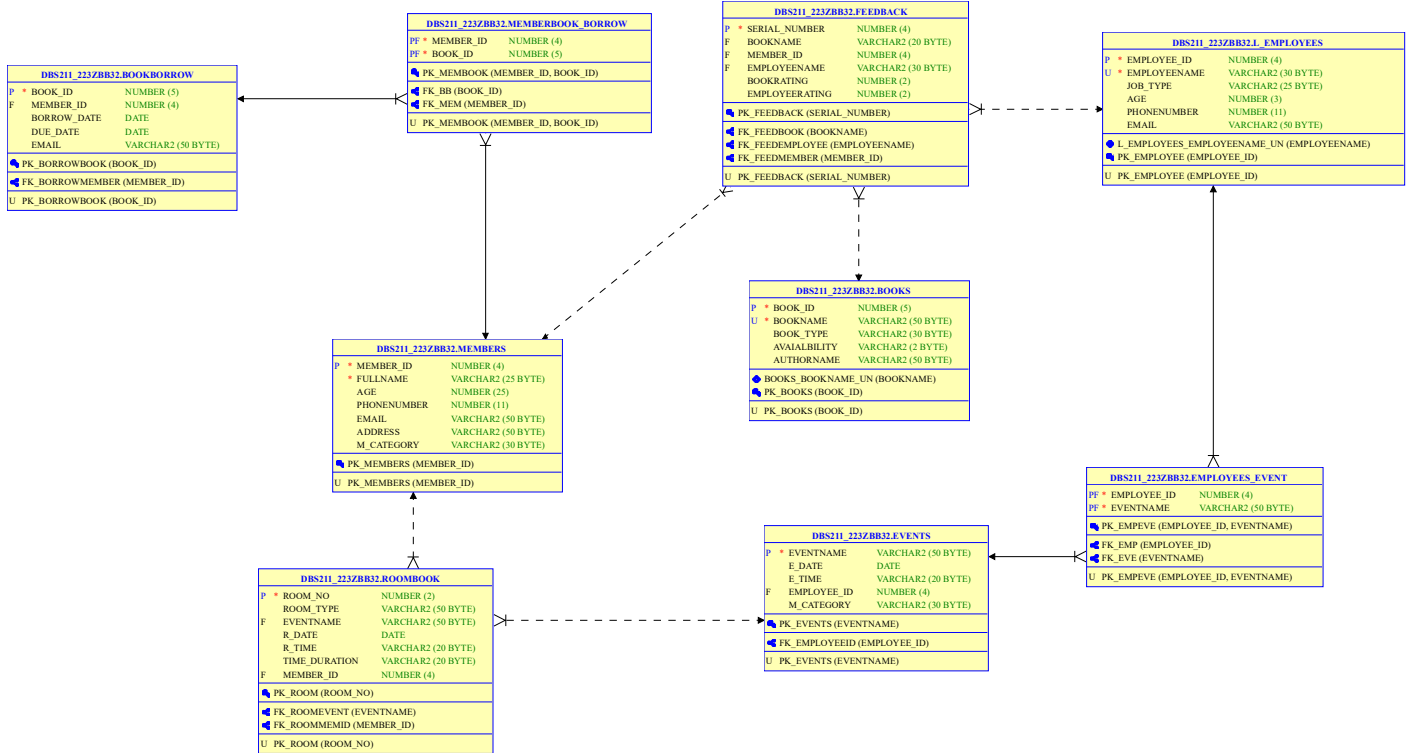 DBS211_223ZBB32.MEMBERBOOK_BORROW
PF * MEMBER_ID NUMBER (4)
PF * BOOK_ID NUMBER (5)
PK_MEMBOOK (MEMBER_ID, BOOK_ID)
FK_BB (BOOK_ID)
FK_MEM (MEMBER_ID)
U PK_MEMBOOK (MEMBER_ID, BOOK_ID)
DBS211_223ZBB32.FEEDBACK
P * SERIAL_NUMBER NUMBER (4)
F BOOKNAME VARCHAR2 (20 BYTE)
F MEMBER_ID NUMBER (4)
F EMPLOYEENAME VARCHAR2 (30 BYTE)
BOOKRATING NUMBER (2)
EMPLOYEERATING NUMBER (2)
PK_FEEDBACK (SERIAL_NUMBER)
FK_FEEDBOOK (BOOKNAME)
FK_FEEDEMPLOYEE (EMPLOYEENAME)
FK_FEEDMEMBER (MEMBER_ID)
U PK_FEEDBACK (SERIAL_NUMBER)
DBS211_223ZBB32.L_EMPLOYEES
P * EMPLOYEE_ID NUMBER (4)
U * EMPLOYEENAME VARCHAR2 (30 BYTE)
JOB_TYPE VARCHAR2 (25 BYTE)
AGE NUMBER (3)
PHONENUMBER NUMBER (11)
EMAIL VARCHAR2 (50 BYTE)
L_EMPLOYEES_EMPLOYEENAME_UN (EMPLOYEENAME)
PK_EMPLOYEE (EMPLOYEE_ID)
U PK_EMPLOYEE (EMPLOYEE_ID)
DBS211_223ZBB32.BOOKBORROW
P * BOOK_ID NUMBER (5)
F MEMBER_ID NUMBER (4)
BORROW_DATE DATE
DUE_DATE DATE
EMAIL VARCHAR2 (50 BYTE)
PK_BORROWBOOK (BOOK_ID)
FK_BORROWMEMBER (MEMBER_ID)
U PK_BORROWBOOK (BOOK_ID)
DBS211_223ZBB32.BOOKS
P * BOOK_ID NUMBER (5)
U * BOOKNAME VARCHAR2 (50 BYTE)
BOOK_TYPE VARCHAR2 (30 BYTE)
AVAIALBILITY VARCHAR2 (2 BYTE)
AUTHORNAME VARCHAR2 (50 BYTE)
BOOKS_BOOKNAME_UN (BOOKNAME)
PK_BOOKS (BOOK_ID)
U PK_BOOKS (BOOK_ID)
DBS211_223ZBB32.MEMBERS
P * MEMBER_ID NUMBER (4)
* FULLNAME VARCHAR2 (25 BYTE)
AGE NUMBER (25)
PHONENUMBER NUMBER (11)
EMAIL VARCHAR2 (50 BYTE)
ADDRESS VARCHAR2 (50 BYTE)
M_CATEGORY VARCHAR2 (30 BYTE)
PK_MEMBERS (MEMBER_ID)
U PK_MEMBERS (MEMBER_ID)
DBS211_223ZBB32.EMPLOYEES_EVENT
PF * EMPLOYEE_ID NUMBER (4)
PF * EVENTNAME VARCHAR2 (50 BYTE)
PK_EMPEVE (EMPLOYEE_ID, EVENTNAME)
FK_EMP (EMPLOYEE_ID)
FK_EVE (EVENTNAME)
U PK_EMPEVE (EMPLOYEE_ID, EVENTNAME)
DBS211_223ZBB32.EVENTS
P * EVENTNAME VARCHAR2 (50 BYTE)
E_DATE DATE
E_TIME VARCHAR2 (20 BYTE)
F EMPLOYEE_ID NUMBER (4)
M_CATEGORY VARCHAR2 (30 BYTE)
PK_EVENTS (EVENTNAME)
FK_EMPLOYEEID (EMPLOYEE_ID)
U PK_EVENTS (EVENTNAME)
DBS211_223ZBB32.ROOMBOOK
P * ROOM_NO NUMBER (2)
ROOM_TYPE VARCHAR2 (50 BYTE)
F EVENTNAME VARCHAR2 (50 BYTE)
R_DATE DATE
R_TIME VARCHAR2 (20 BYTE)
TIME_DURATION VARCHAR2 (20 BYTE)
F MEMBER_ID NUMBER (4)
PK_ROOM (ROOM_NO)
FK_ROOMEVENT (EVENTNAME)
FK_ROOMMEMID (MEMBER_ID)
U PK_ROOM (ROOM_NO)